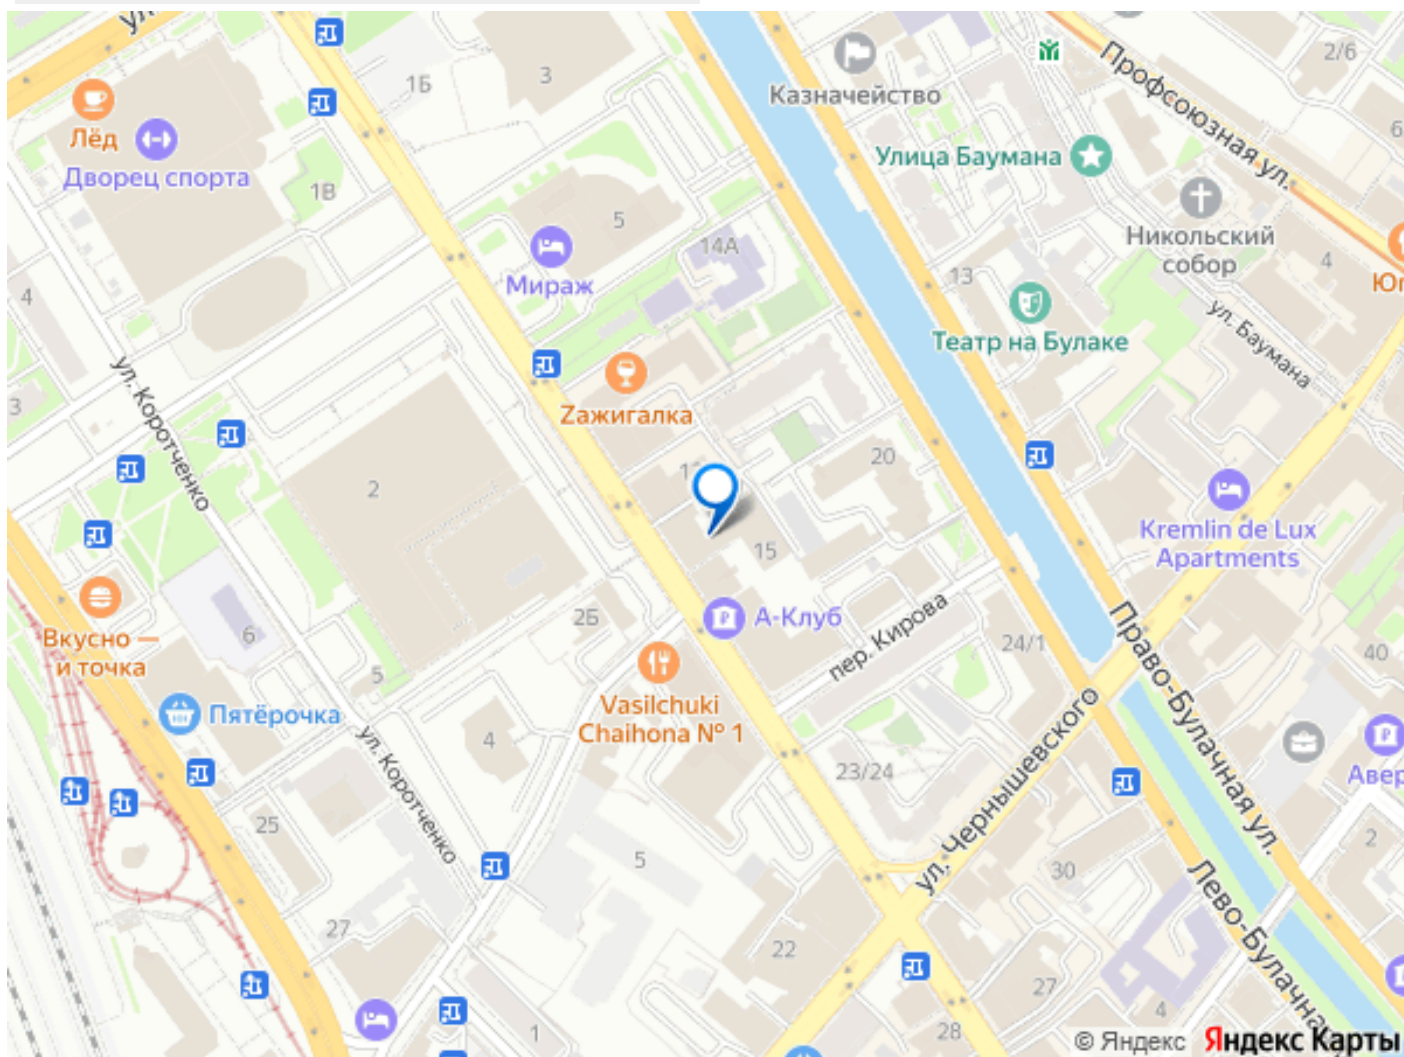 ул
1Б
3
2/6
Казначейство
Профсоюзная ул.
Лёд
Дворец спорта
1В
Улица Баумана
6
5
14А
Никольский
собор
4
Мираж
13
4
ул. Баумана
Театр на Булаке
ул. Коротченко
3
Zажигалка
20
2
15
Kremlin de Lux
Apartments
Вкусно —
и точка
6
2Б
А-Клуб
пер. Кирова
24/1
Право-Булачная ул.
40
5
Пятёрочка
Vasilchuki
Chaihona № 1
4
ул. Коротченко
23/24
ул. Чернышевского
Авер
25
5
30
2
Лево-Булачная
27
22
27
4
1
28
© Яндекс Яндекс Карты